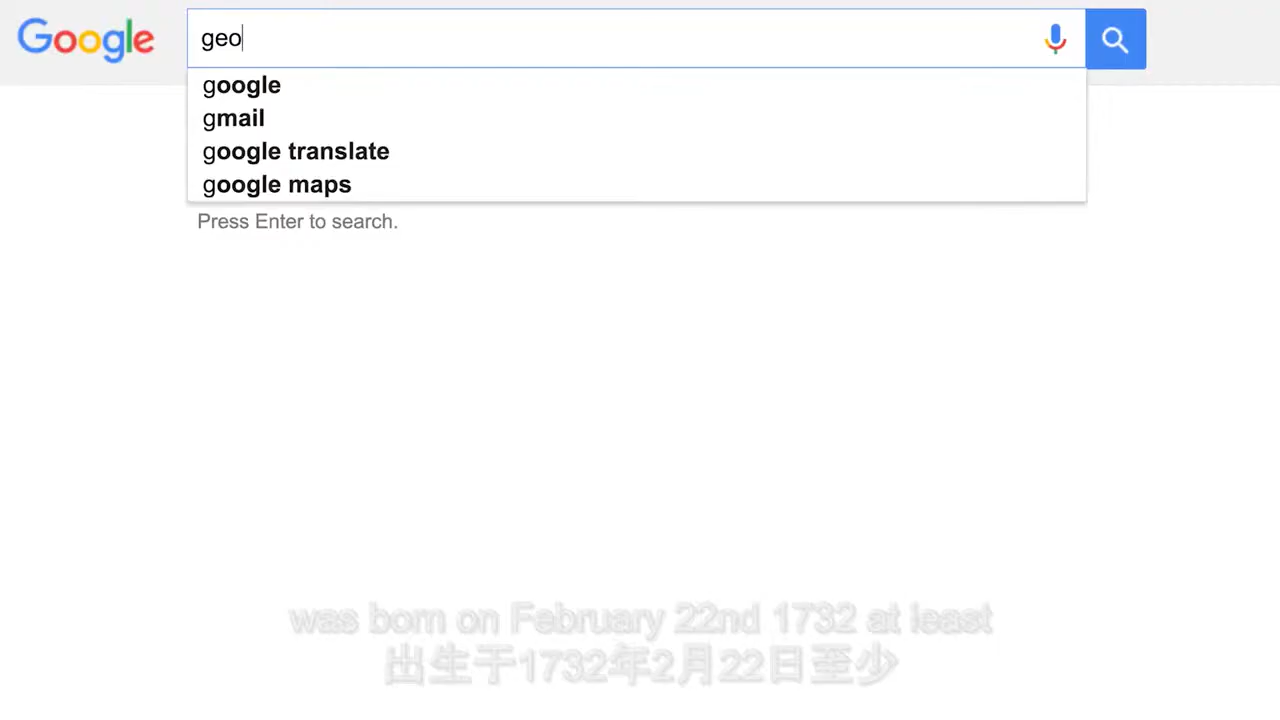 Google
geo
google
gmail
google translate
google maps
Press Enter to search.
was born on February 22nd 1732 at least
出生于1732年2月22日至少